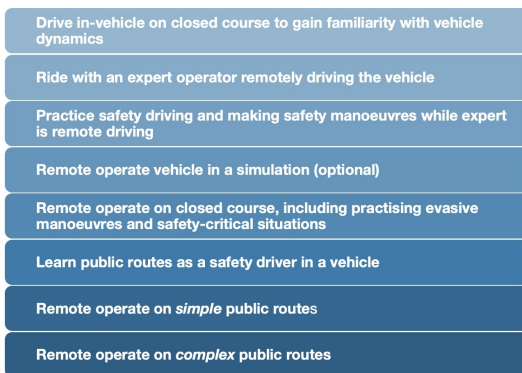 Drive in-vehicle on closed course to gain familiarity with vehicle
dynamics
Ride with an expert operator remotely driving the vehicle
Practice safety driving and making safety manoeuvres while expert
is remote driving
Remote operate vehicle in a simulation (optional)
Remote operate on closed course, including practising evasive
manoeuvres and safety-critical situations
Learn public routes as a safety driver in a vehicle
Remote operate on simple public routes
Remote operate on complex public routes